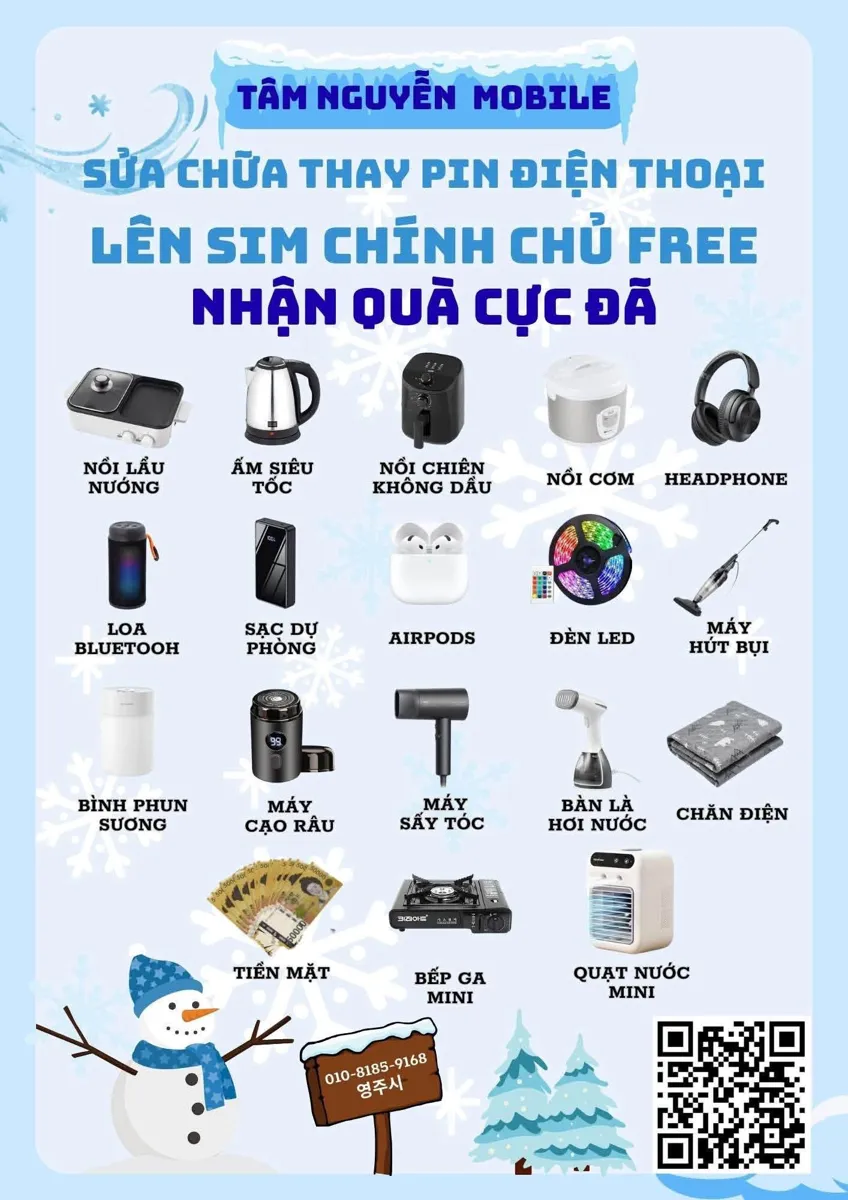 TÂM NGUYỄN MOBILE
SỬA CHỮA THAY PIN ĐIỆN THOẠI
LÊN SIM CHÍNH CHỦ FREE
NHẬN QUÀ CỰC ĐÃ
NỒI LẨU
NƯỚNG
ẤM SIÊU
TỐC
NỒI CHIÊN
KHÔNG DẦU
NỒI CƠM
HEADPHONE
LOA
BLUETOOH
SẠC DỰ
PHÒNG
AIRPODS
ĐÈN LED
MÁY
HÚT BỤI
BÌNH PHUN
SƯƠNG
MÁY
CẠO RÂU
99
MÁY
SẤY TÓC
BÀN LÀ
HƠI NƯỚC
CHĂN ĐIỆN
50000
TIỀN MẶT
BẾP GA
MINI
QUẠT NƯỚC
MINI
010-8185-9168
영주시